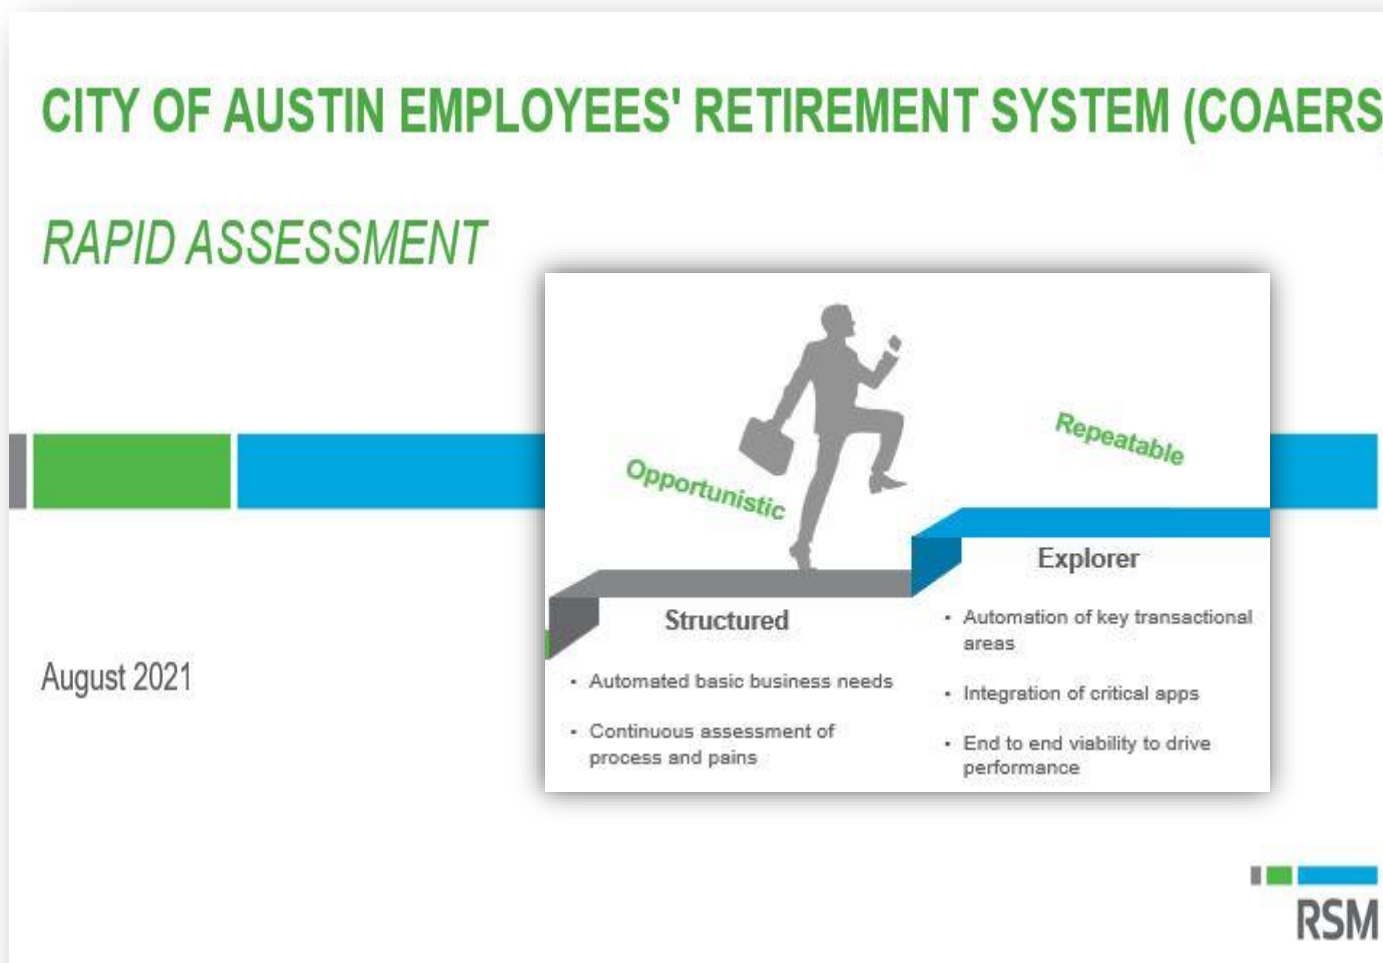 CITY OF AUSTIN EMPLOYEES' RETIREMENT SYSTEM (COAERS
RAPID ASSESSMENT
Opportunistic
Repeatable
Structured
• Automated basic business needs
• Continuous assessment of
process and pains
Explorer
• Automation of key transactional
areas
• Integration of critical apps
• End to end viability to drive
performance
August 2021
RSM